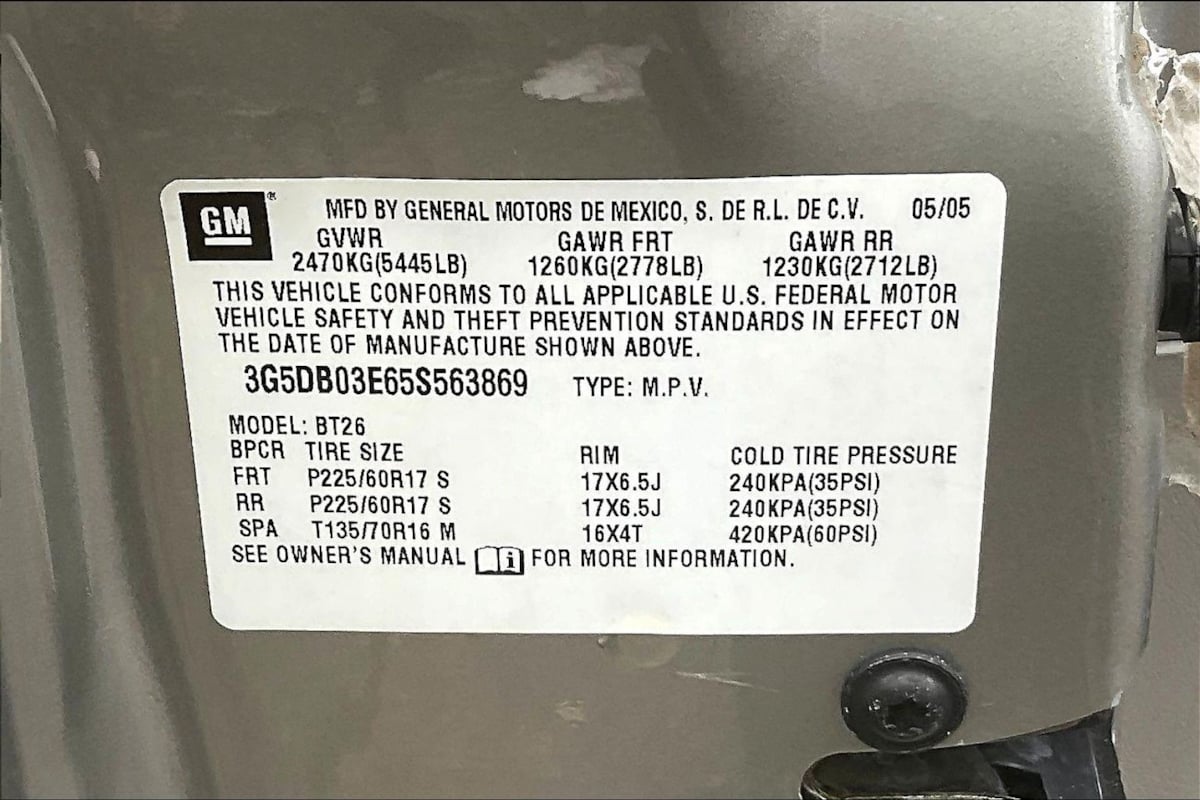 GM® MFD BY GENERAL MOTORS DE MEXICO, S. DE R.L. DE C.V. 05/05
GVWR GAWR FRT GAWR RR
2470KG(5445LB) 1260KG(2778LB) 1230KG(2712LB)
THIS VEHICLE CONFORMS TO ALL APPLICABLE U.S. FEDERAL MOTOR
VEHICLE SAFETY AND THEFT PREVENTION STANDARDS IN EFFECT ON
THE DATE OF MANUFACTURE SHOWN ABOVE.
3G5DB03E65S563869 TYPE: M.P.V.
MODEL: BT26
BPCR TIRE SIZE RIM COLD TIRE PRESSURE
FRT P225/60R17 S 17X6.5J 240KPA(35PSI)
RR P225/60R17 S 17X6.5J 240KPA(35PSI)
SPA T135/70R16 M 16X4T 420KPA(60PSI)
SEE OWNER'S MANUAL i FOR MORE INFORMATION.